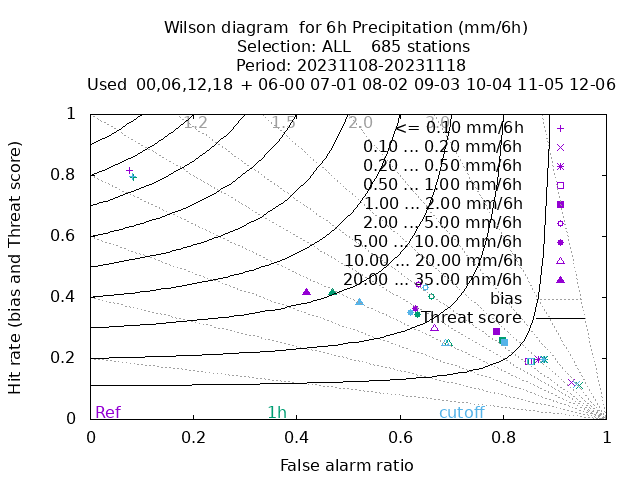 Wilson diagram  for 6h Precipitation (mm/6h)
Selection: ALL    685 stations
Period: 20231108-20231118
Used  00,06,12,18  + 06-00 07-01 08-02 09-03 10-04 11-05 12-06
1.2 1.5 2.0 3.0
<= 0.10 mm/6h
0.10 ... 0.20 mm/6h
0.20 ... 0.50 mm/6h
0.50 ... 1.00 mm/6h
1.00 ... 2.00 mm/6h
2.00 ... 5.00 mm/6h
5.00 ... 10.00 mm/6h
10.00 ... 20.00 mm/6h
20.00 ... 35.00 mm/6h
bias
Threat score
Hit rate (bias and Threat score)
1
0.8
0.6
0.4
0.2
0
Ref 1h cutoff
0 0.2 0.4 0.6 0.8 1
False alarm ratio